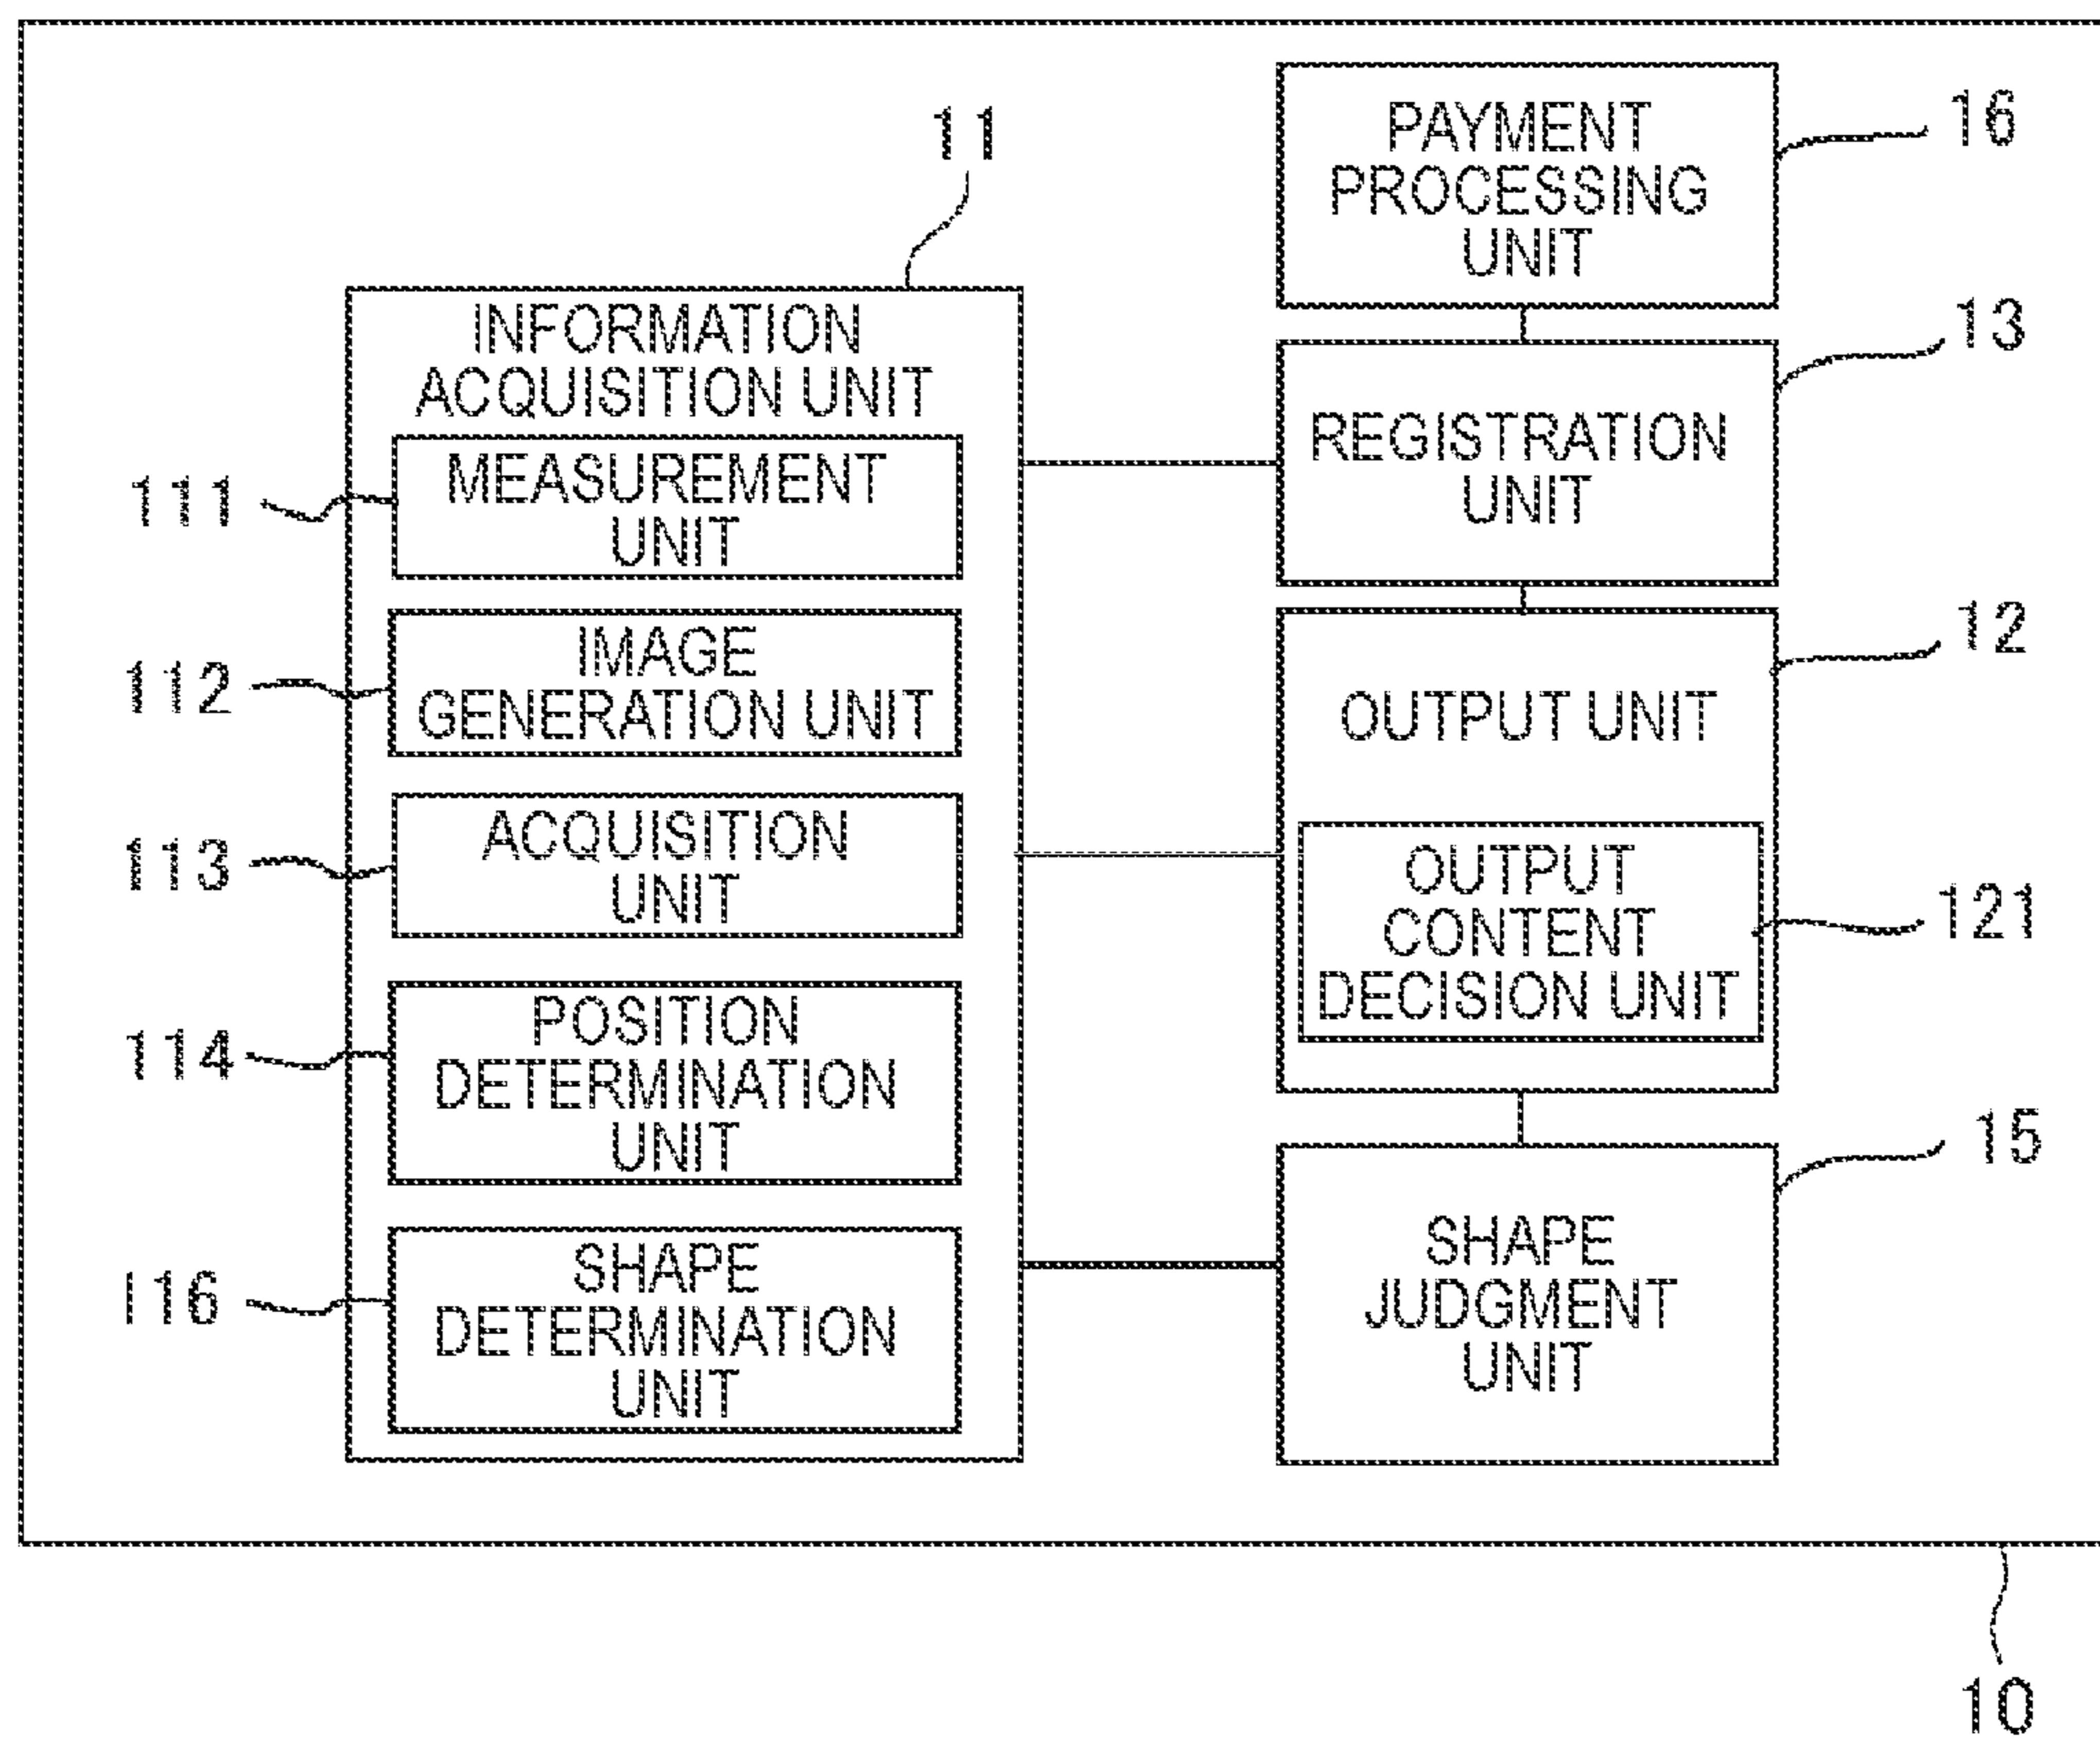 11
INFORMATION
ACQUISITION UNIT
111
MEASUREMENT
UNIT
112
IMAGE
GENERATION UNIT
113
ACQUISITION
UNIT
114
POSITION
DETERMINATION
UNIT
116
SHAPE
DETERMINATION
UNIT
PAYMENT
PROCESSING
UNIT
16
REGISTRATION
UNIT
13
OUTPUT UNIT
12
OUTPUT
CONTENT
DECISION UNIT
121
SHAPE
JUDGMENT
UNIT
15
10